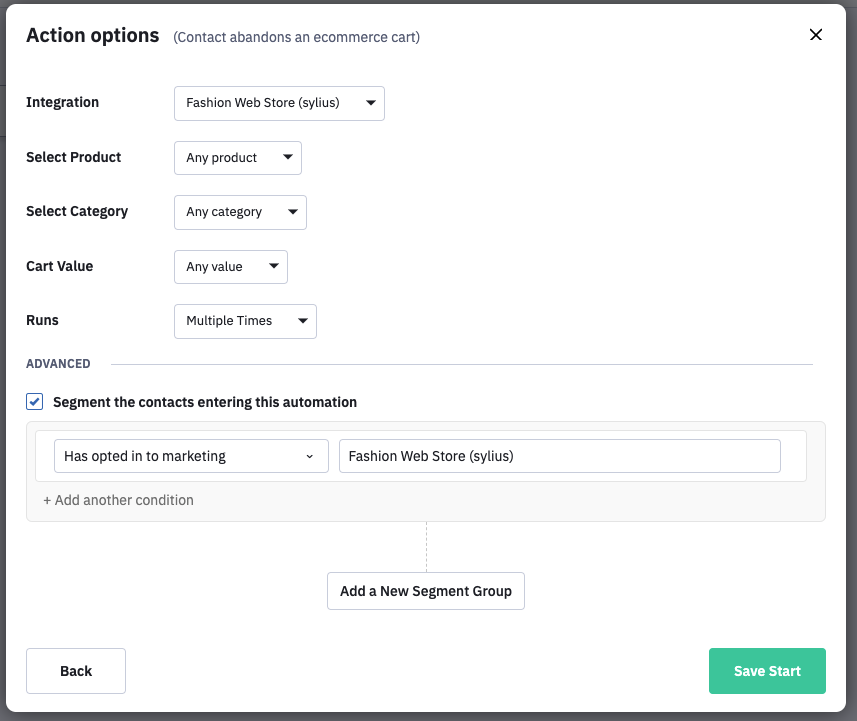 Action options (Contact abandons an ecommerce cart)
Integration Fashion Web Store (sylius)
Select Product Any product
Select Category Any category
Cart Value Any value
Runs Multiple Times
ADVANCED
Segment the contacts entering this automation
Has opted in to marketing Fashion Web Store (sylius)
+ Add another condition
Add a New Segment Group
Back Save Start